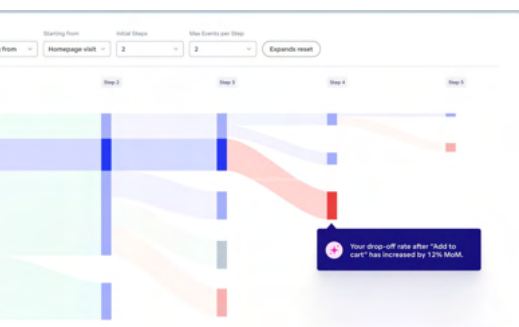 Starting from
Initial Steps
Max Events per Step
g from
Homepage visit
2
2
Expands reset
Step 2
Step 3
Step 4
Step 5
Your drop-off rate after "Add to
cart" has increased by 12% MoM.